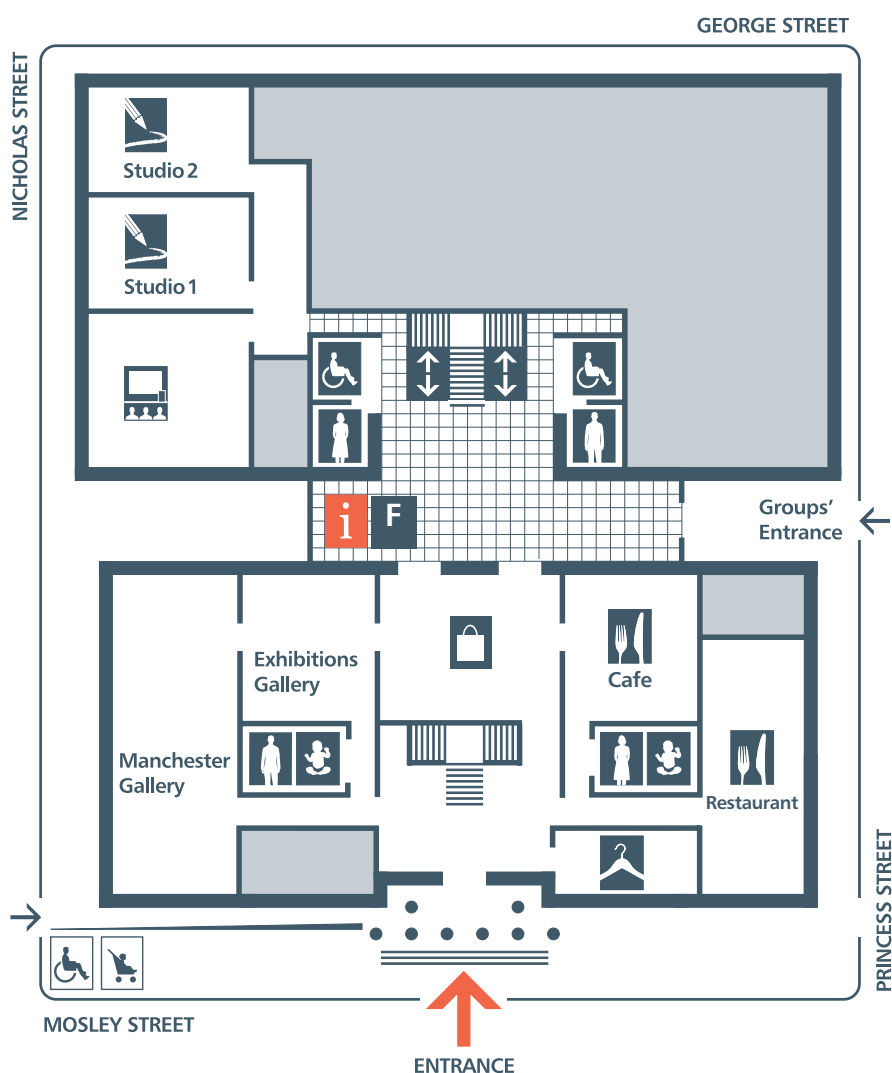 GEORGE STREET
NICHOLAS STREET
Studio 2
Studio 1
i
F
Groups'
Entrance
Exhibitions
Gallery
Cafe
Manchester
Gallery
Restaurant
PRINCESS STREET
MOSLEY STREET
ENTRANCE